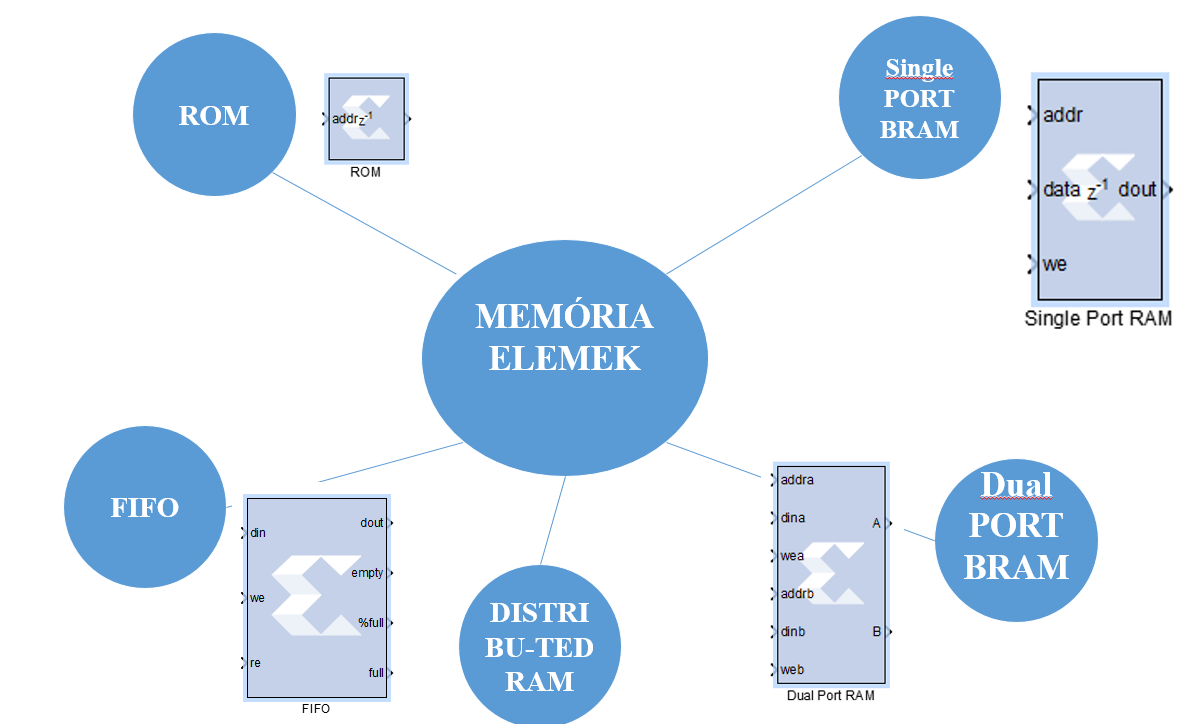 ROM
addr z⁻¹
ROM
Single
PORT
BRAM
addr
data z⁻¹ dout
we
Single Port RAM
MEMÓRIA
ELEMEK
FIFO
din
we
re
dout
empty
%full
full
FIFO
DISTRI
BU-TED
RAM
addra
dina
wea
addrb
dinb
web
A
B
Dual Port RAM
Dual
PORT
BRAM